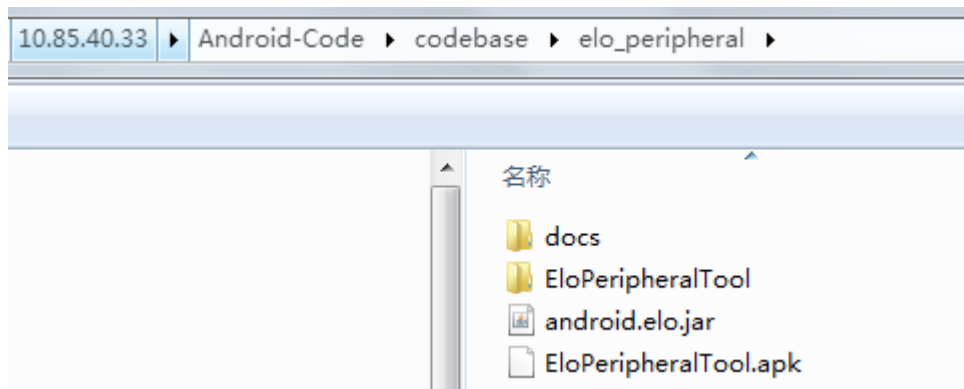 10.85.40.33 ▸ Android-Code ▸ codebase ▸ elo_peripheral ▸
名称
docs
EloPeripheralTool
android.elo.jar
EloPeripheralTool.apk